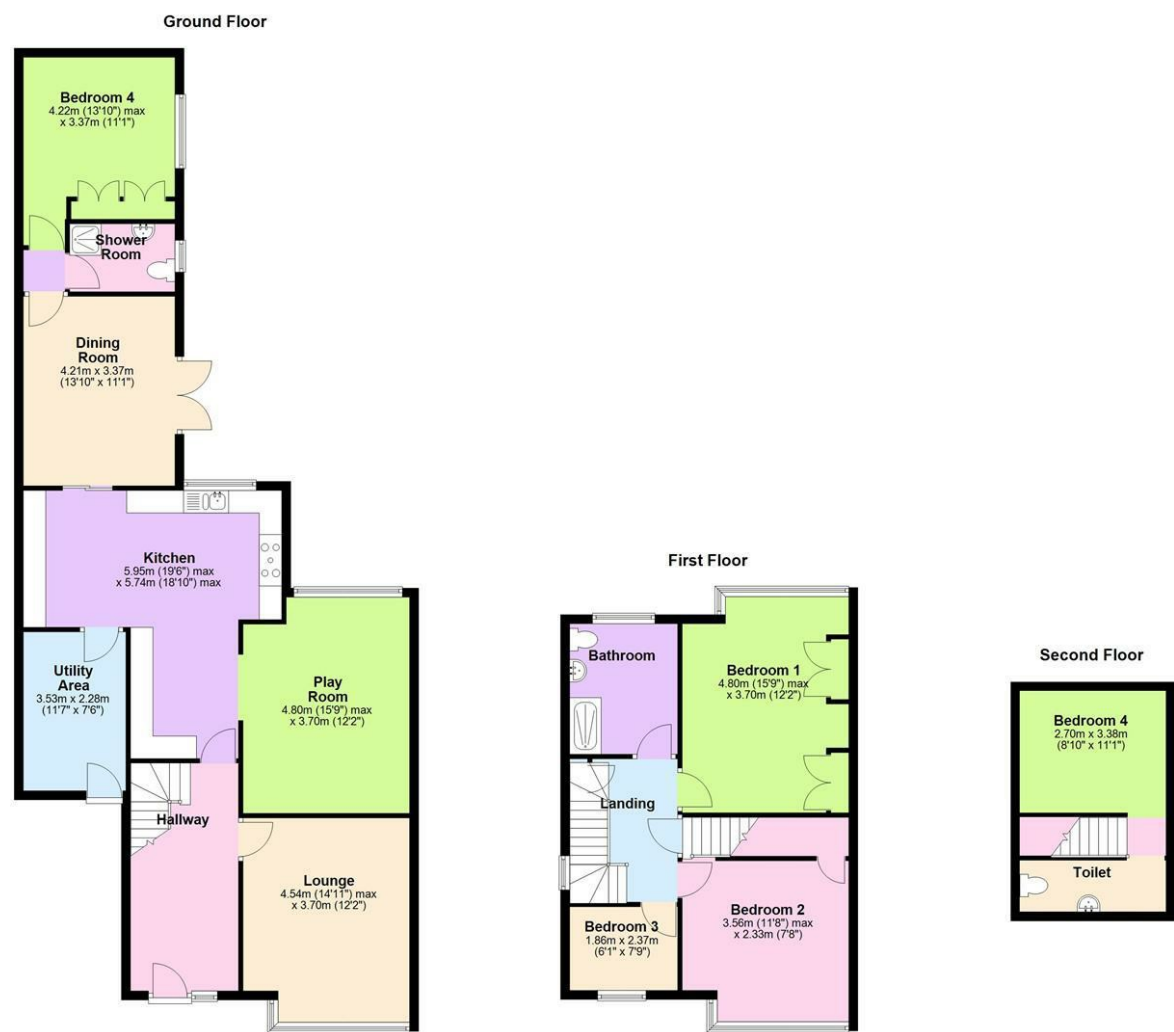 Ground Floor
Bedroom 4
4.22m (13'10") max
x 3.37m (11'1")
Shower
Room
Dining
Room
4.21m x 3.37m
(13'10" x 11'1")
Kitchen
5.95m (19'6") max
x 5.74m (18'10") max
Utility
Area
3.53m x 2.28m
(11'7" x 7'6")
Play
Room
4.80m (15'9") max
x 3.70m (12'2")
Hallway
Lounge
4.54m (14'11") max
x 3.70m (12'2")
First Floor
Bathroom
Bedroom 1
4.80m (15'9") max
x 3.70m (12'2")
Landing
Bedroom 2
3.56m (11'8") max
x 2.33m (7'8")
Bedroom 3
1.86m x 2.37m
(6'1" x 7'9")
Second Floor
Bedroom 4
2.70m x 3.38m
(8'10" x 11'1")
Toilet